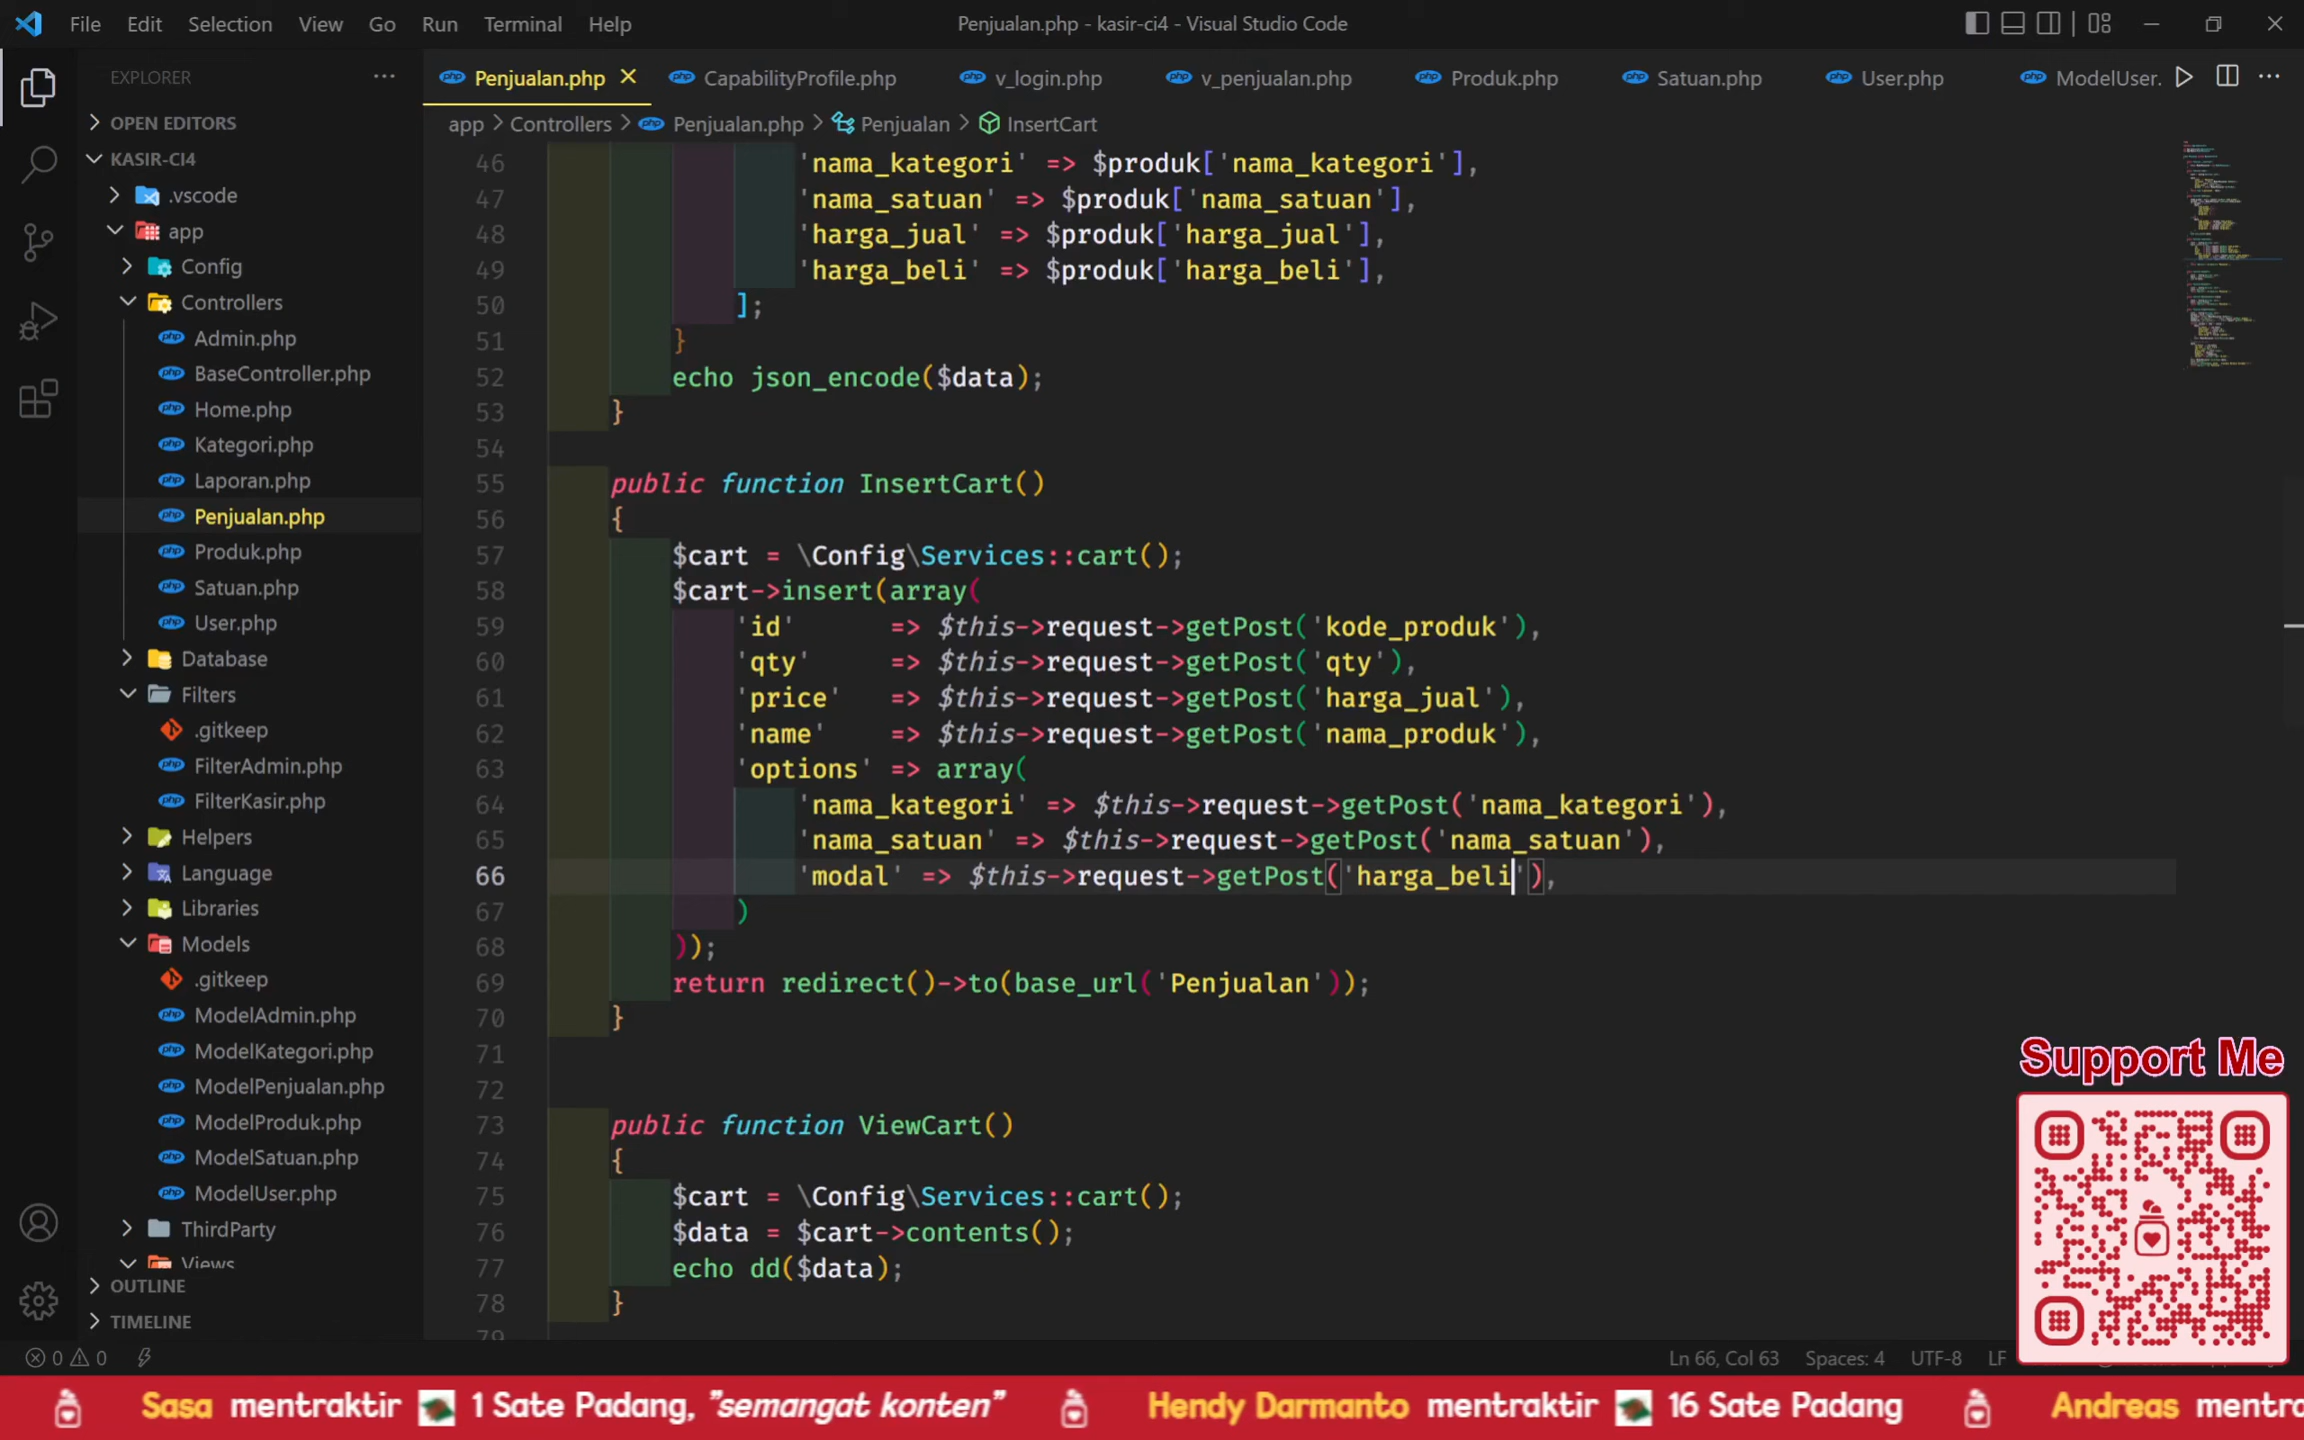 File Edit Selection View Go Run Terminal Help
Penjualan.php - kasir-ci4 - Visual Studio Code
EXPLORER
Penjualan.php
CapabilityProfile.php
v_login.php
v_penjualan.php
Produk.php
Satuan.php
User.php
ModelUser.
OPEN EDITORS
KASIR-CI4
.vscode
app
Config
Controllers
Admin.php
BaseController.php
Home.php
Kategori.php
Laporan.php
Penjualan.php
Produk.php
Satuan.php
User.php
Database
Filters
.gitkeep
FilterAdmin.php
FilterKasir.php
Helpers
Language
Libraries
Models
.gitkeep
ModelAdmin.php
ModelKategori.php
ModelPenjualan.php
ModelProduk.php
ModelSatuan.php
ModelUser.php
ThirdParty
Views
OUTLINE
TIMELINE
app > Controllers > Penjualan.php > Penjualan > InsertCart
46 'nama_kategori' => $produk['nama_kategori'],
47 'nama_satuan' => $produk['nama_satuan'],
48 'harga_jual' => $produk['harga_jual'],
49 'harga_beli' => $produk['harga_beli'],
50 ];
51 }
52 echo json_encode($data);
53 }
54
55 public function InsertCart()
56 {
57 $cart = \Config\Services::cart();
58 $cart->insert(array(
59 'id' => $this->request->getPost('kode_produk'),
60 'qty' => $this->request->getPost('qty'),
61 'price' => $this->request->getPost('harga_jual'),
62 'name' => $this->request->getPost('nama_produk'),
63 'options' => array(
64 'nama_kategori' => $this->request->getPost('nama_kategori'),
65 'nama_satuan' => $this->request->getPost('nama_satuan'),
66 'modal' => $this->request->getPost('harga_beli'),
67 )
68 ));
69 return redirect()->to(base_url('Penjualan'));
70 }
71
72
73 public function ViewCart()
74 {
75 $cart = \Config\Services::cart();
76 $data = $cart->contents();
77 echo dd($data);
78 }
79
Support Me
0 0
Ln 66, Col 63 Spaces: 4 UTF-8 LF
Sasa mentraktir 1 Sate Padang, "semangat konten" Hendy Darmanto mentraktir 16 Sate Padang Andreas mentra